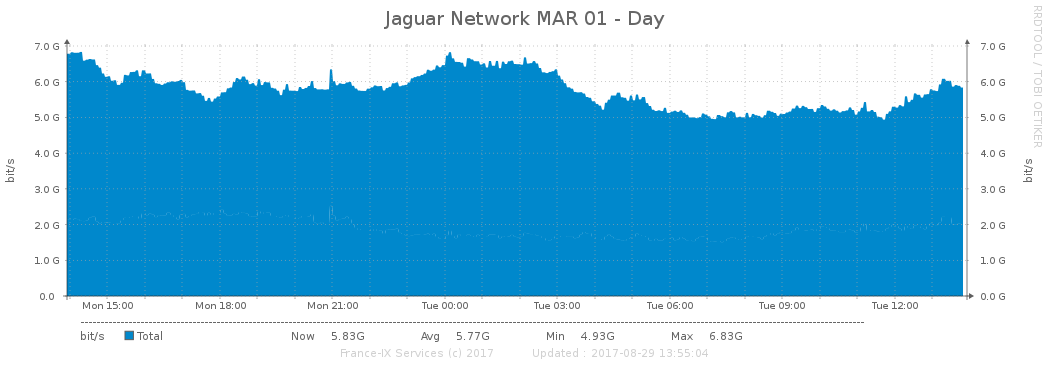 Jaguar Network MAR 01 - Day
RRDTOOL / TOBI OETIKER
7.0 G 7.0 G
6.0 G 6.0 G
5.0 G 5.0 G
4.0 G 4.0 G
bit/s bit/s
3.0 G 3.0 G
2.0 G 2.0 G
1.0 G 1.0 G
0.0 0.0 G
Mon 15:00 Mon 18:00 Mon 21:00 Tue 00:00 Tue 03:00 Tue 06:00 Tue 09:00 Tue 12:00
bit/s Total Now 5.83G Avg 5.77G Min 4.93G Max 6.83G
France-IX Services (c) 2017 Updated : 2017-08-29 13:55:04